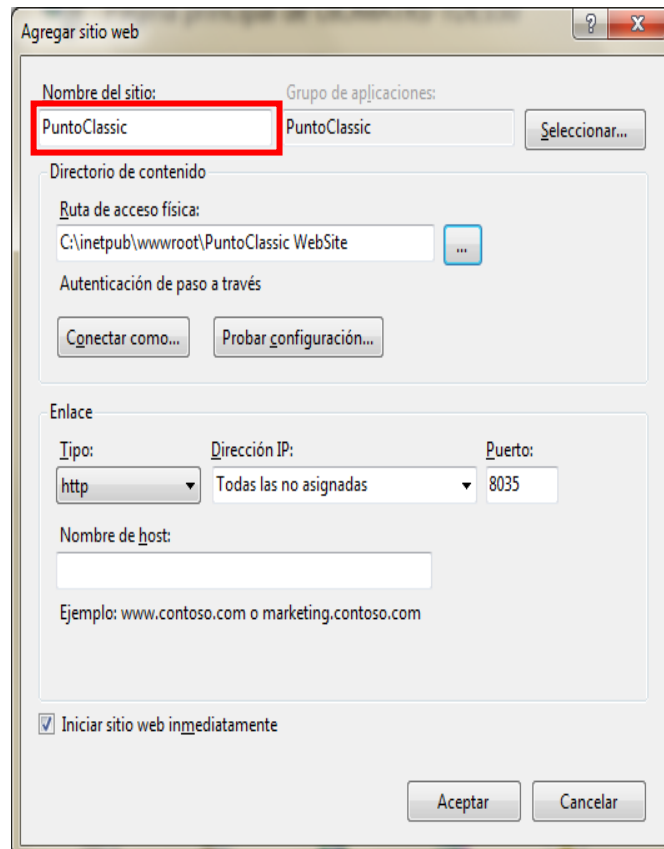 Agregar sitio web
Nombre del sitio: Grupo de aplicaciones:
PuntoClassic PuntoClassic Seleccionar...
Directorio de contenido
Ruta de acceso física:
C:\inetpub\wwwroot\PuntoClassic WebSite ...
Autenticación de paso a través
Conectar como... Probar configuración...
Enlace
Tipo: Dirección IP: Puerto:
http Todas las no asignadas 8035
Nombre de host:
Ejemplo: www.contoso.com o marketing.contoso.com
Iniciar sitio web inmediatamente
Aceptar Cancelar